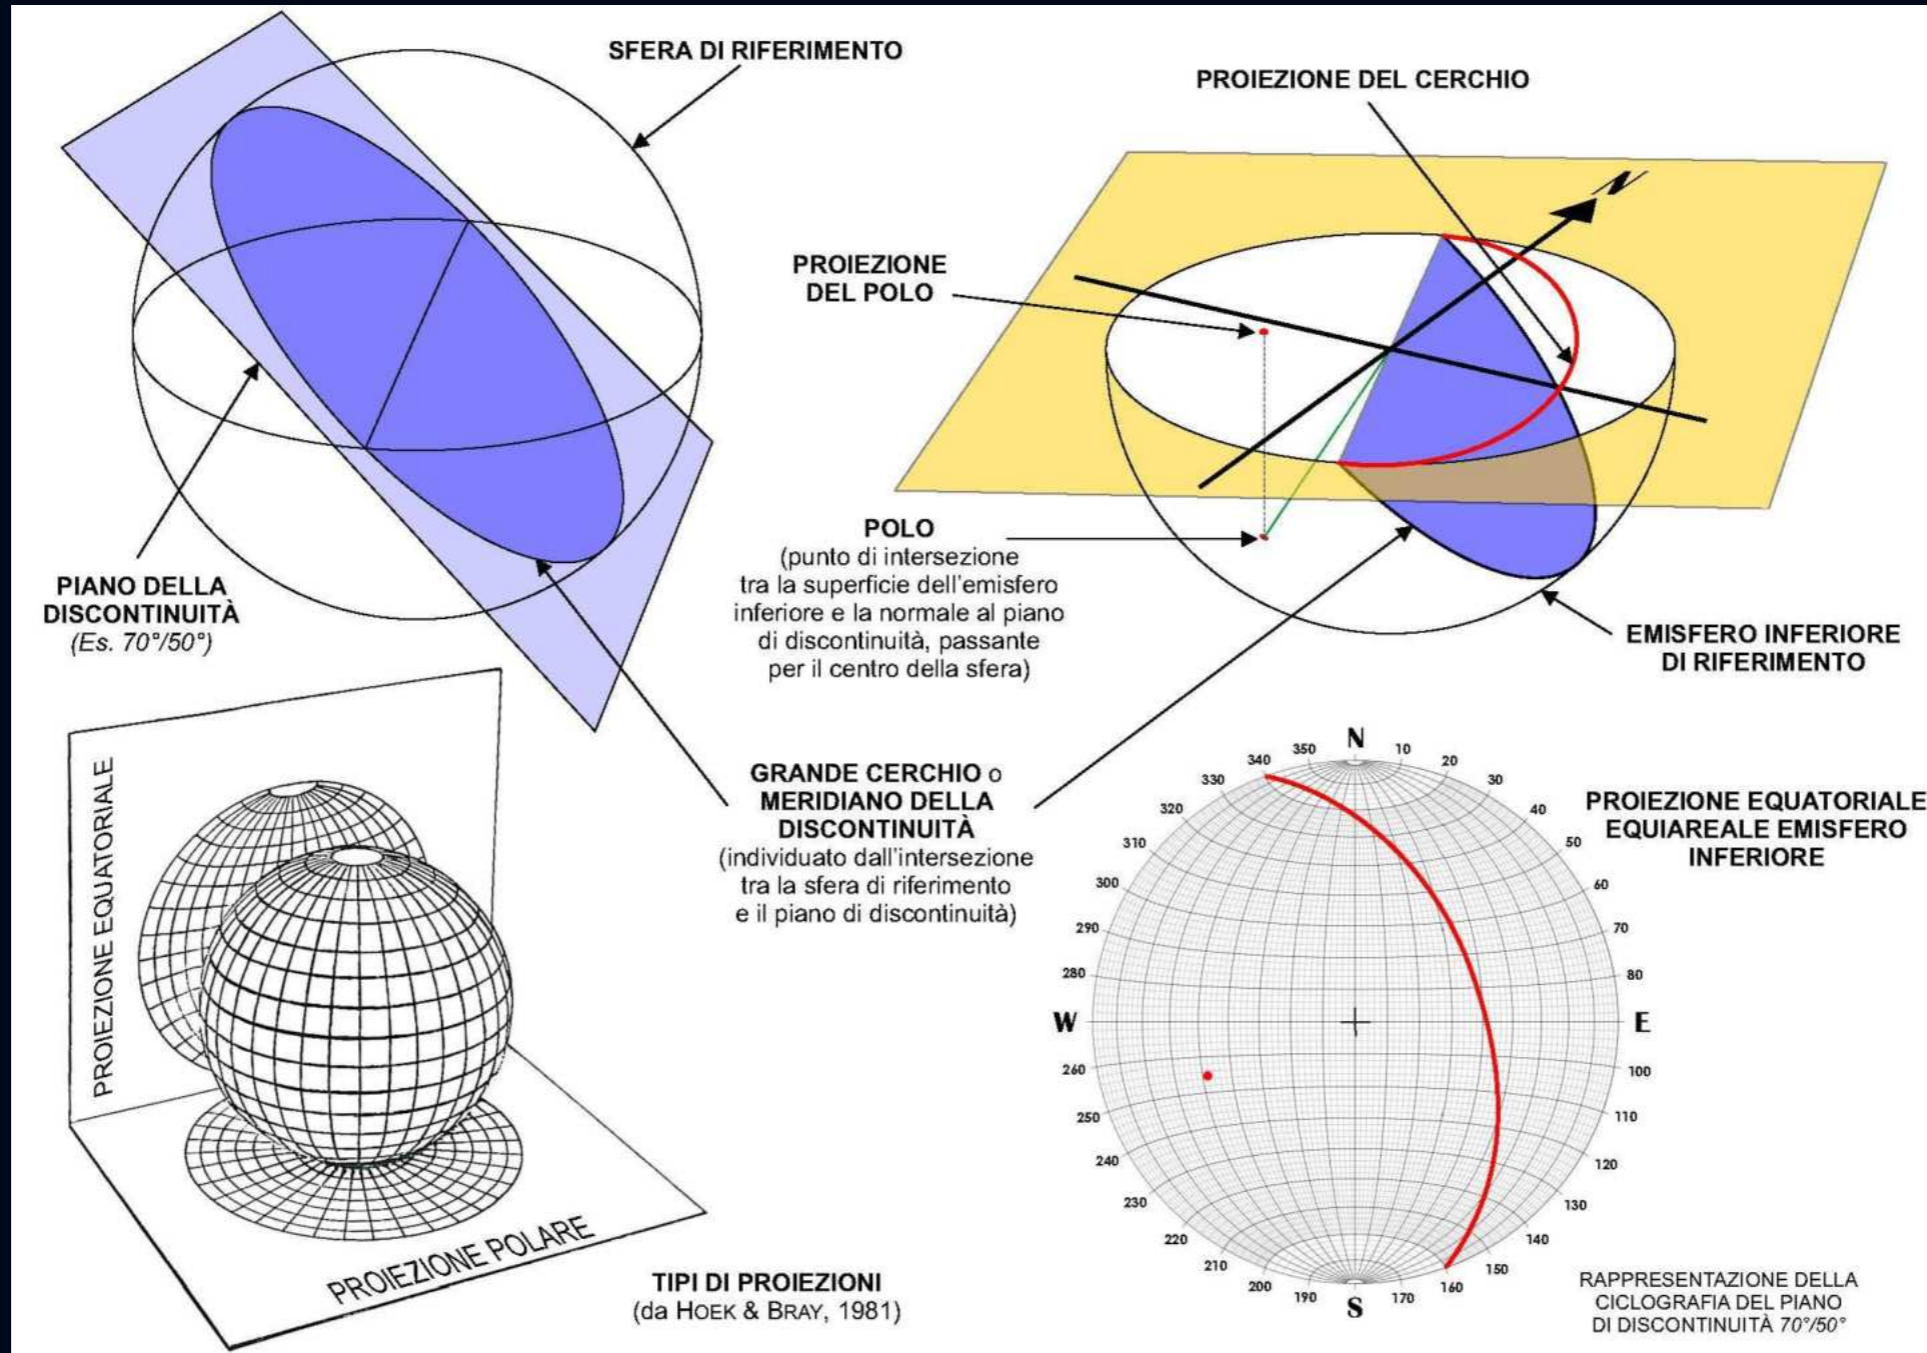 SFERA DI RIFERIMENTO
PIANO DELLA
DISCONTINUITÀ
(Es. 70°/50°)
PROIEZIONE DEL CERCHIO
N
PROIEZIONE
DEL POLO
POLO
(punto di intersezione
tra la superficie dell'emisfero
inferiore e la normale al piano
di discontinuità, passante
per il centro della sfera)
EMISFERO INFERIORE
DI RIFERIMENTO
GRANDE CERCHIO o
MERIDIANO DELLA
DISCONTINUITÀ
(individuato dall'intersezione
tra la sfera di riferimento
e il piano di discontinuità)
PROIEZIONE EQUATORIALE
PROIEZIONE POLARE
TIPI DI PROIEZIONI
(da HOEK & BRAY, 1981)
PROIEZIONE EQUATORIALE
EQUIAREALE EMISFERO
INFERIORE
N
10
20
30
40
50
60
70
80
E
100
110
120
130
140
150
160
170
S
190
200
210
220
230
240
250
260
W
280
290
300
310
320
330
340
350
RAPPRESENTAZIONE DELLA
CICLOGRAFIA DEL PIANO
DI DISCONTINUITÀ 70°/50°